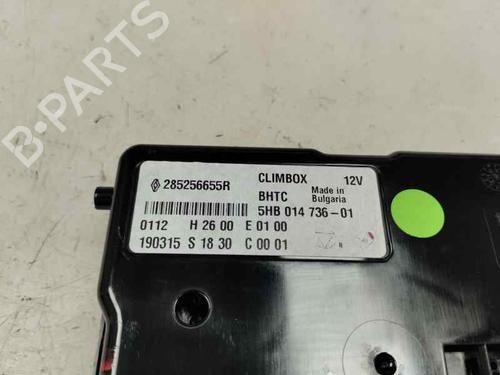 B-PARTS
285256655R
CLIMBOX 12V
BHTC Made in Bulgaria
5HB 014 736-01
0112 H 26 00 E 01 00
190315 S 18 30 C 00 01